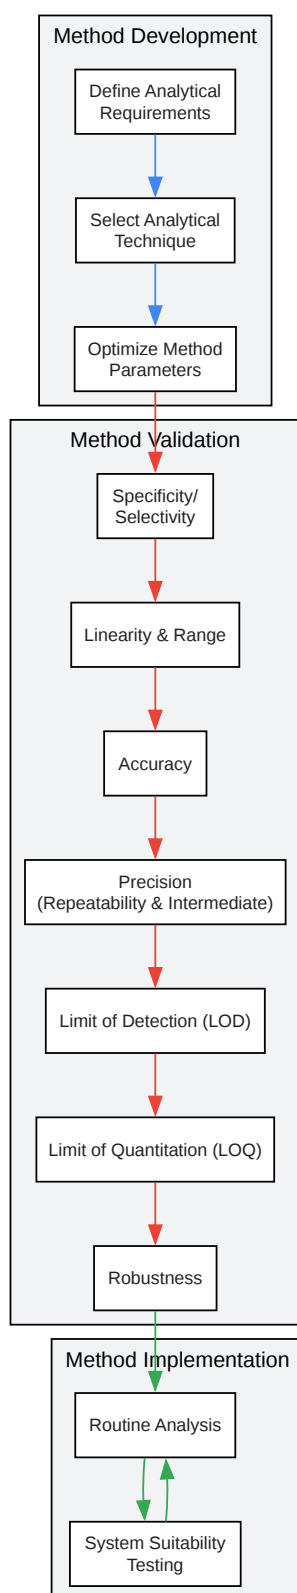 Method Development
Define Analytical
Requirements
Select Analytical
Technique
Optimize Method
Parameters
Method Validation
Specificity/
Selectivity
Linearity & Range
Accuracy
Precision
(Repeatability & Intermediate)
Limit of Detection (LOD)
Limit of Quantitation (LOQ)
Robustness
Method Implementation
Routine Analysis
System Suitability
Testing